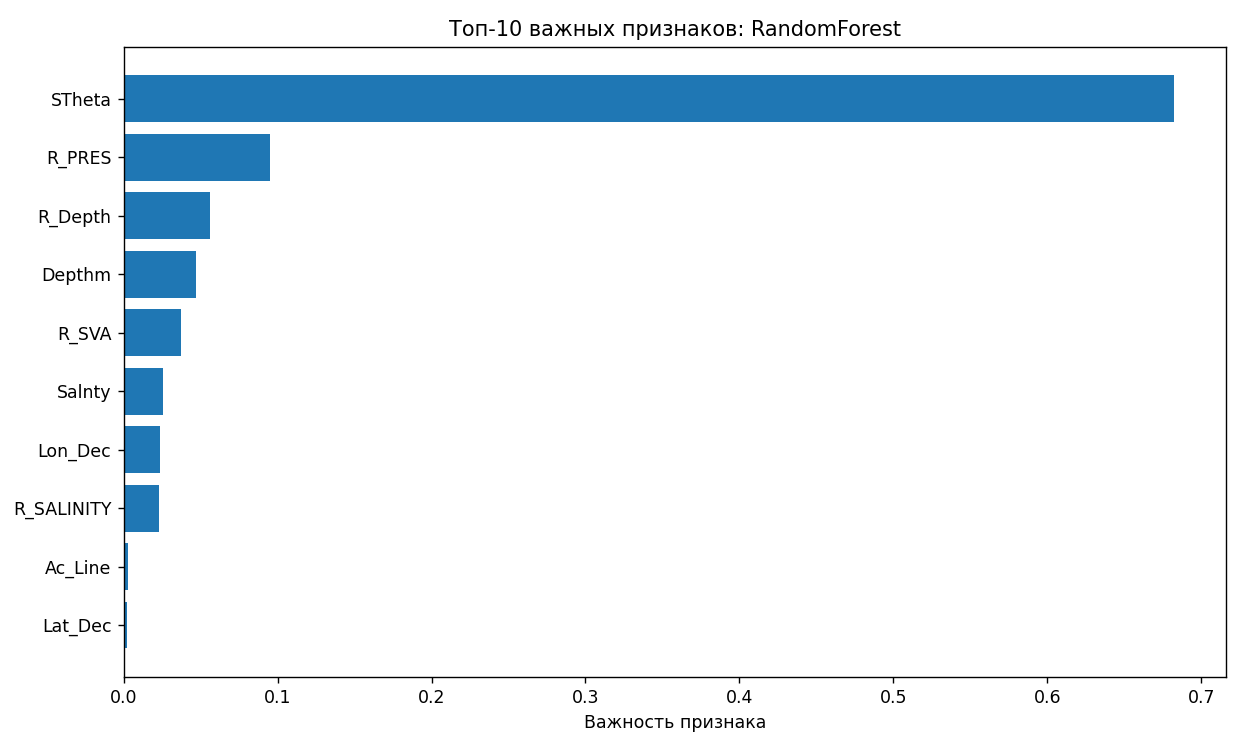 Топ-10 важных признаков: RandomForest
STheta
R_PRES
R_Depth
Depthm
R_SVA
Salnty
Lon_Dec
R_SALINITY
Ac_Line
Lat_Dec
0.0 0.1 0.2 0.3 0.4 0.5 0.6 0.7
Важность признака